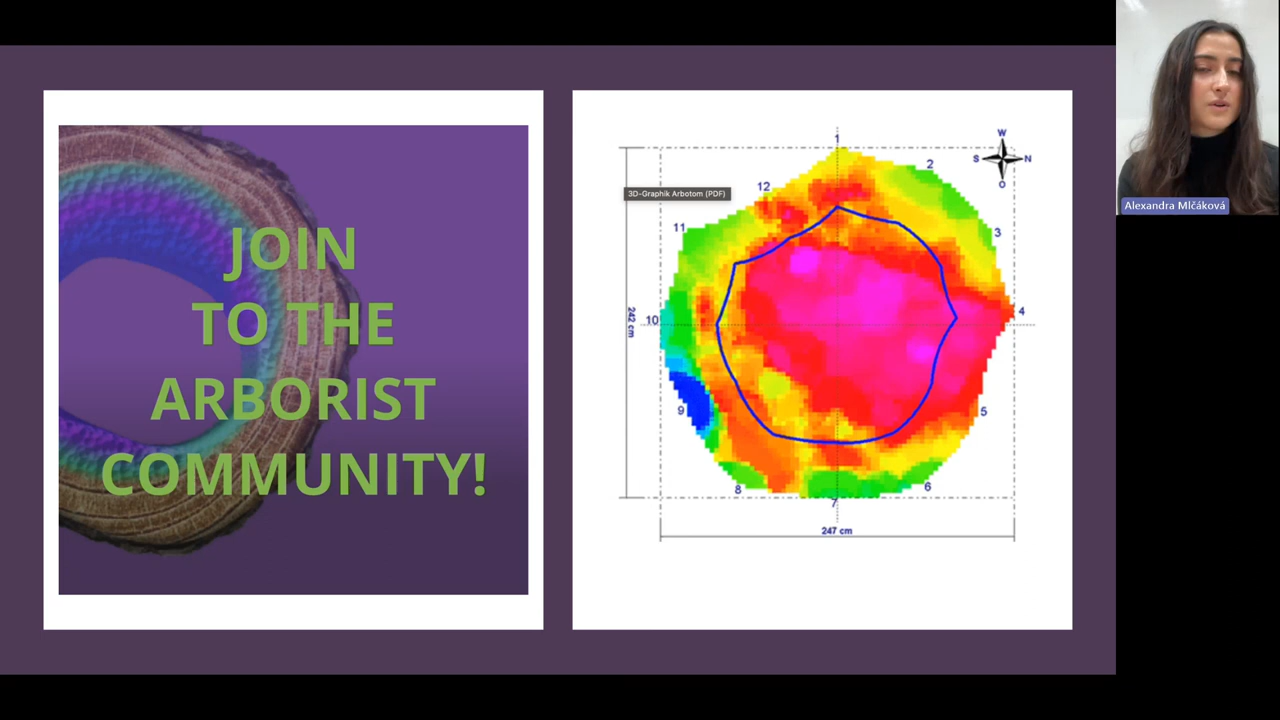 JOIN
TO THE
ARBORIST
COMMUNITY!
3D-Graphik Arbotom (PDF)
1
2
3
4
5
6
7
8
9
10
11
12
W
S
N
O
242 cm
247 cm
Alexandra Mlčáková